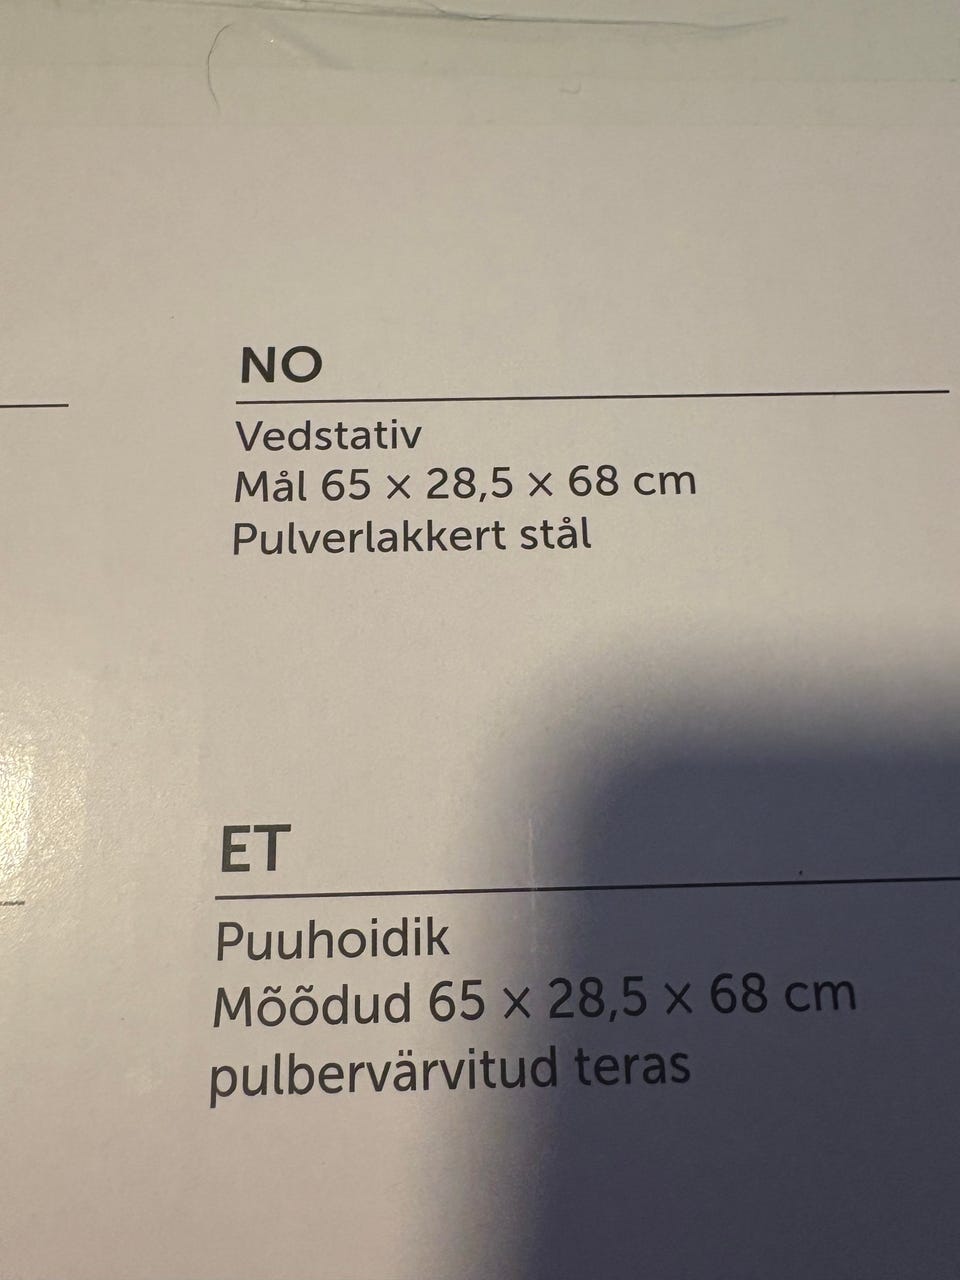 NO
Vedstativ
Mål 65 × 28,5 × 68 cm
Pulverlakkert stål
ET
Puuhoidik
Mõõdud 65 × 28,5 × 68 cm
pulbervärvitud teras